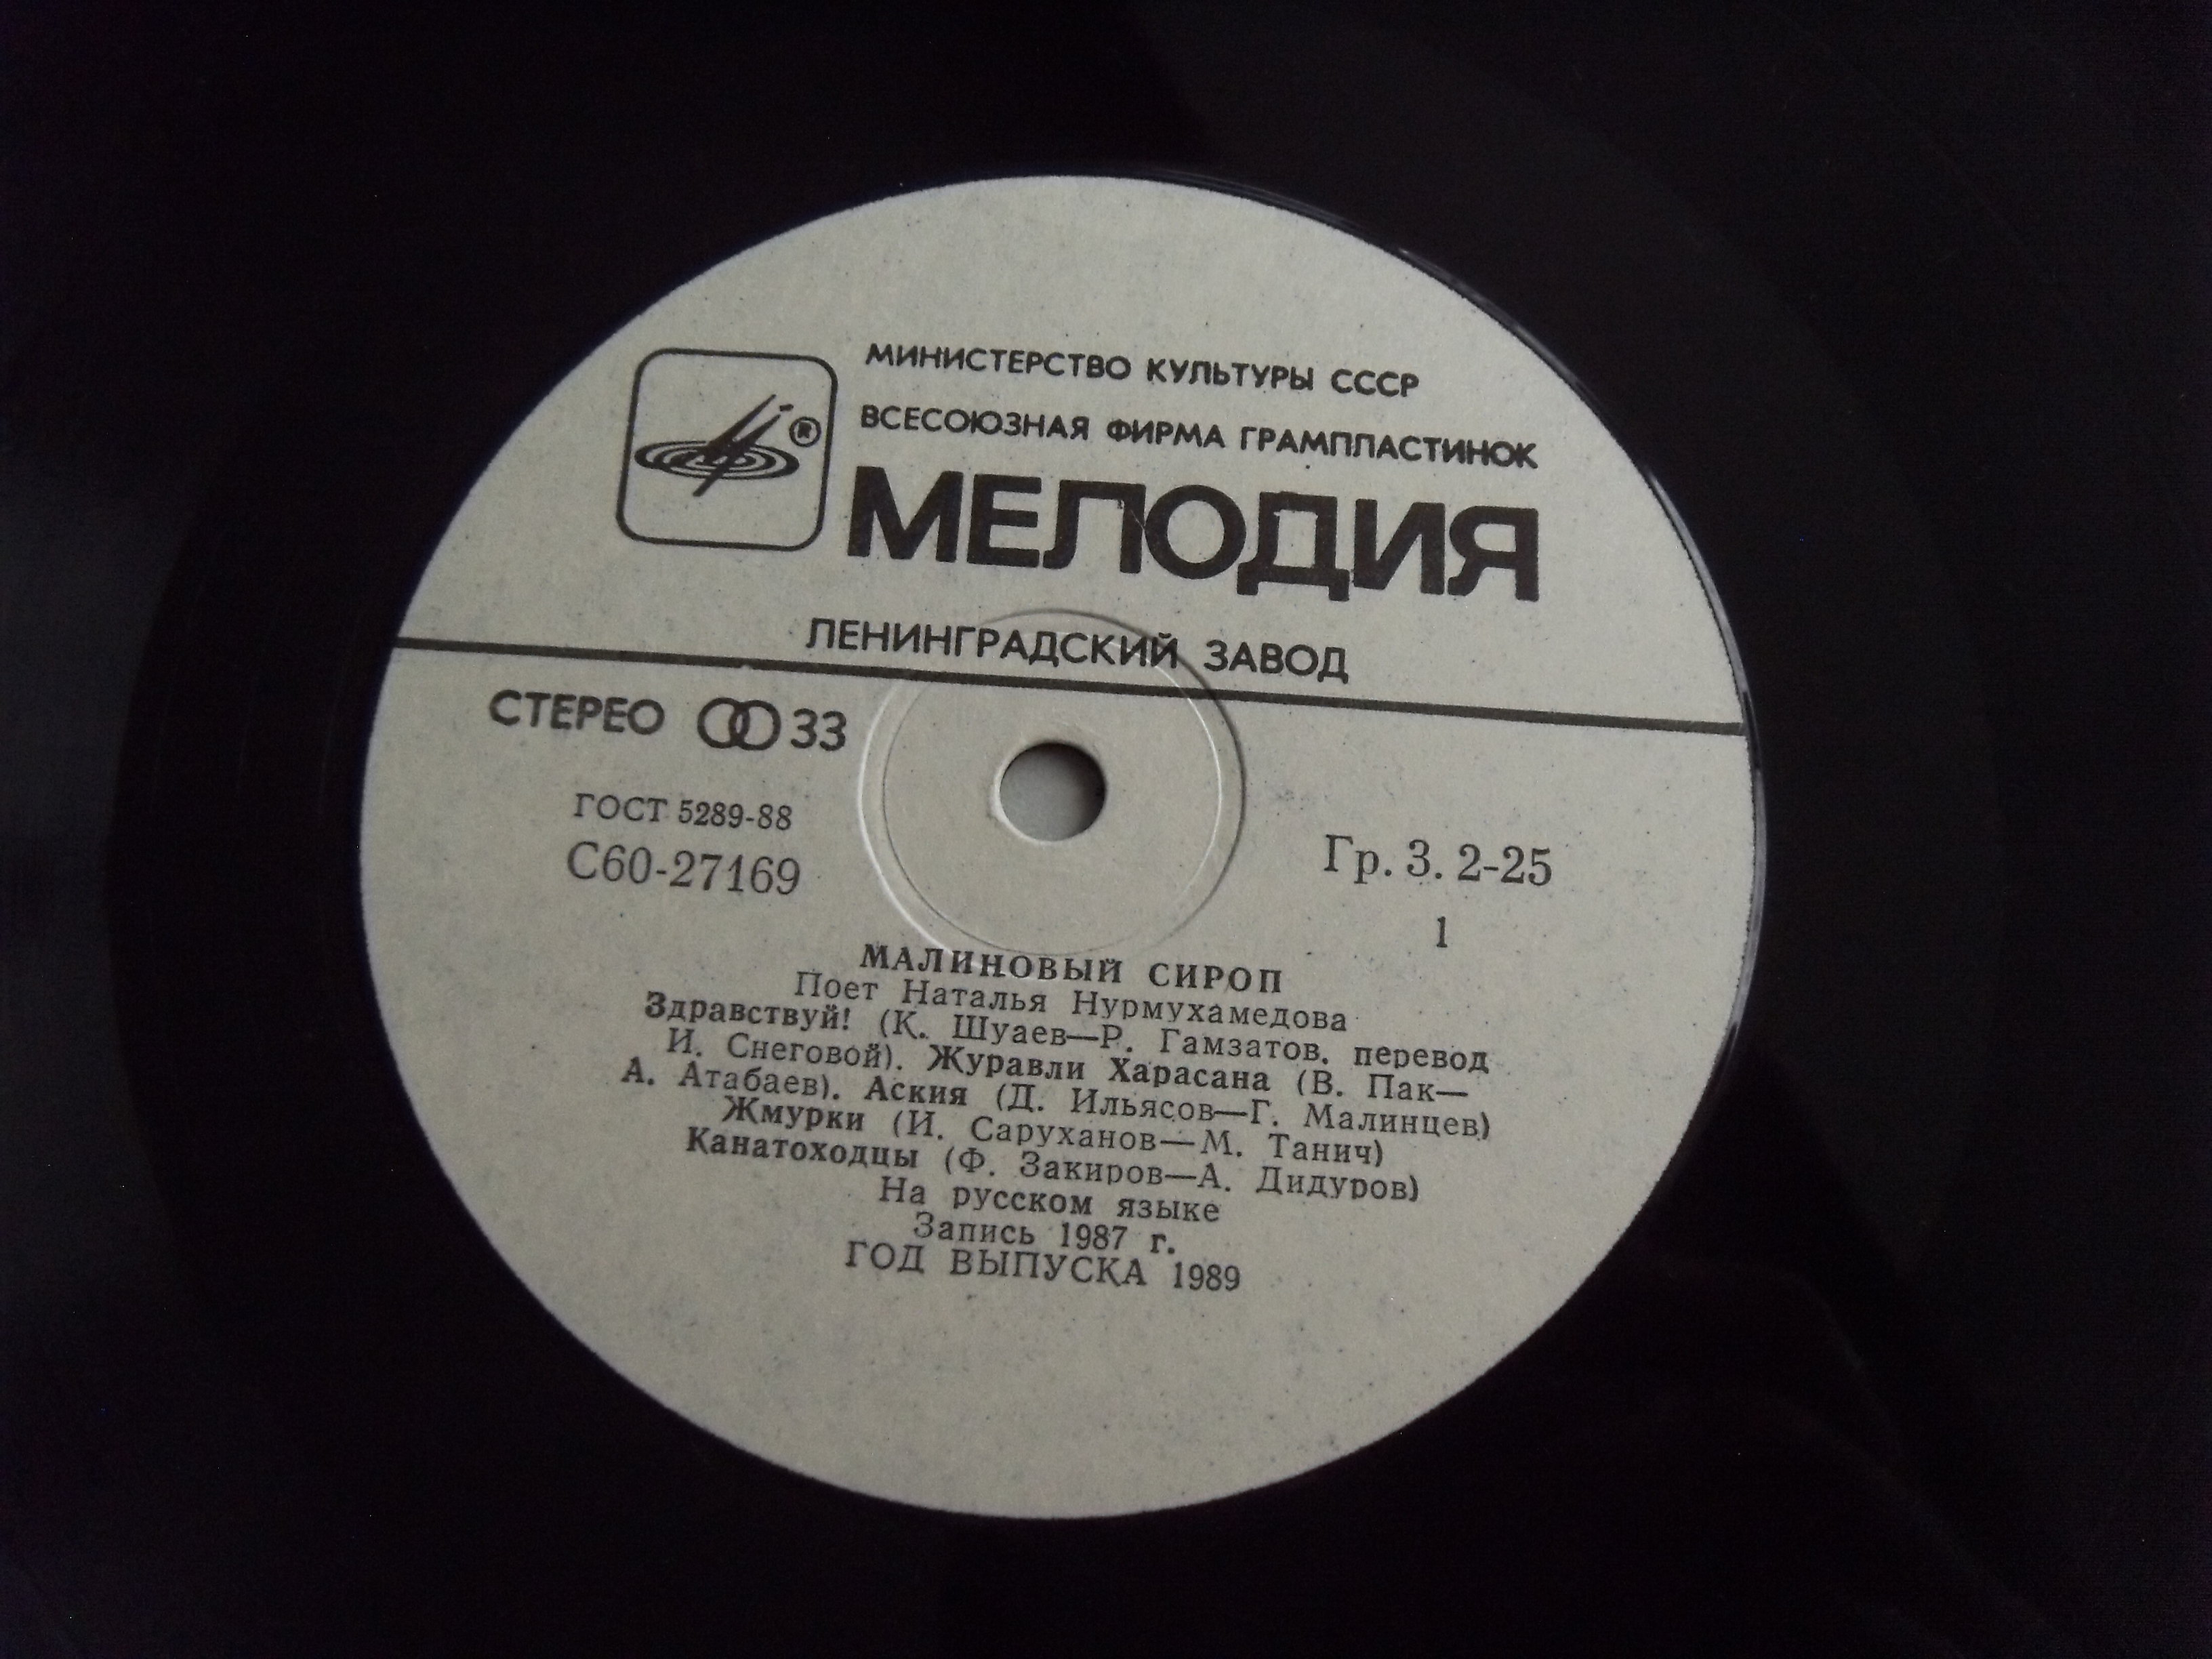 МИНИСТЕРСТВО КУЛЬТУРЫ СССР
ВСЕСОЮЗНАЯ ФИРМА ГРАМПЛАСТИНОК
®
МЕЛОДИЯ
ЛЕНИНГРАДСКИЙ ЗАВОД
СТЕРЕО 33
ГОСТ 5289-88
С60-27169
Гр. 3. 2-25
1
МАЛИНОВЫЙ СИРОП
Поет Наталья Нурмухамедова
Здравствуй! (К. Шуаев—Р. Гамзатов, перевод
И. Снеговой). Журавли Харасана (В. Пак—
А. Атабаев). Аския (Д. Ильясов—Г. Малинцев)
Жмурки (И. Саруханов—М. Танич)
Канатоходцы (Ф. Закиров—А. Дидуров)
На русском языке
Запись 1987 г.
ГОД ВЫПУСКА 1989